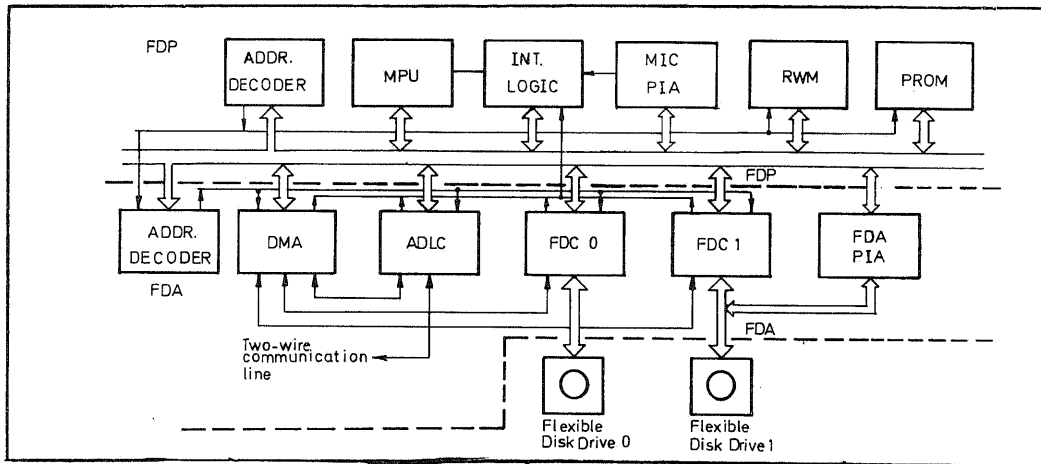 FDP
ADDR.
DECODER
MPU
INT.
LOGIC
MIC
PIA
RWM
PROM
FDP
ADDR.
DECODER
DMA
ADLC
FDC 0
FDC 1
FDA
PIA
FDA
FDA
Two-wire
communication
line
Flexible
Disk Drive 0
Flexible
Disk Drive 1